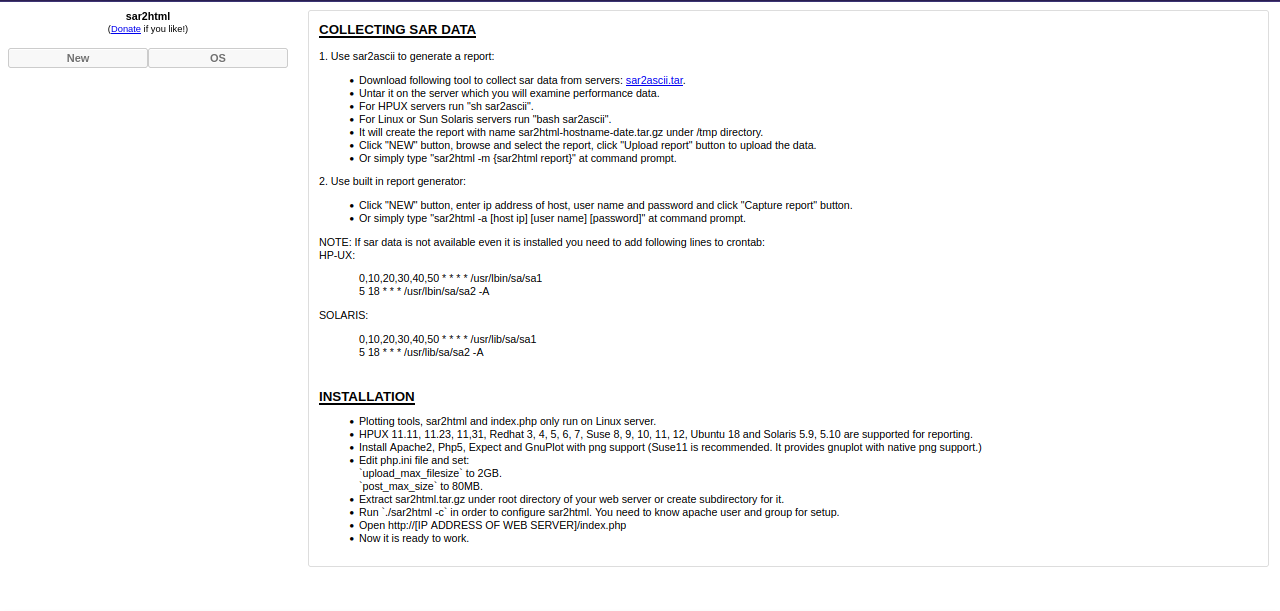 sar2html
(Donate if you like!)
New
OS
COLLECTING SAR DATA
1. Use sar2ascii to generate a report:
• Download following tool to collect sar data from servers: sar2ascii.tar.
• Untar it on the server which you will examine performance data.
• For HPUX servers run "sh sar2ascii".
• For Linux or Sun Solaris servers run "bash sar2ascii".
• It will create the report with name sar2html-hostname-date.tar.gz under /tmp directory.
• Click "NEW" button, browse and select the report, click "Upload report" button to upload the data.
• Or simply type "sar2html -m {sar2html report}" at command prompt.
2. Use built in report generator:
• Click "NEW" button, enter ip address of host, user name and password and click "Capture report" button.
• Or simply type "sar2html -a [host ip] [user name] [password]" at command prompt.
NOTE: If sar data is not available even it is installed you need to add following lines to crontab:
HP-UX:
0,10,20,30,40,50 * * * * /usr/lbin/sa/sa1
5 18 * * * /usr/lbin/sa/sa2 -A
SOLARIS:
0,10,20,30,40,50 * * * * /usr/lib/sa/sa1
5 18 * * * /usr/lib/sa/sa2 -A
INSTALLATION
• Plotting tools, sar2html and index.php only run on Linux server.
• HPUX 11.11, 11.23, 11,31, Redhat 3, 4, 5, 6, 7, Suse 8, 9, 10, 11, 12, Ubuntu 18 and Solaris 5.9, 5.10 are supported for reporting.
• Install Apache2, Php5, Expect and GnuPlot with png support (Suse11 is recommended. It provides gnuplot with native png support.)
• Edit php.ini file and set:
`upload_max_filesize` to 2GB.
`post_max_size` to 80MB.
• Extract sar2html.tar.gz under root directory of your web server or create subdirectory for it.
• Run `./sar2html -c` in order to configure sar2html. You need to know apache user and group for setup.
• Open http://[IP ADDRESS OF WEB SERVER]/index.php
• Now it is ready to work.